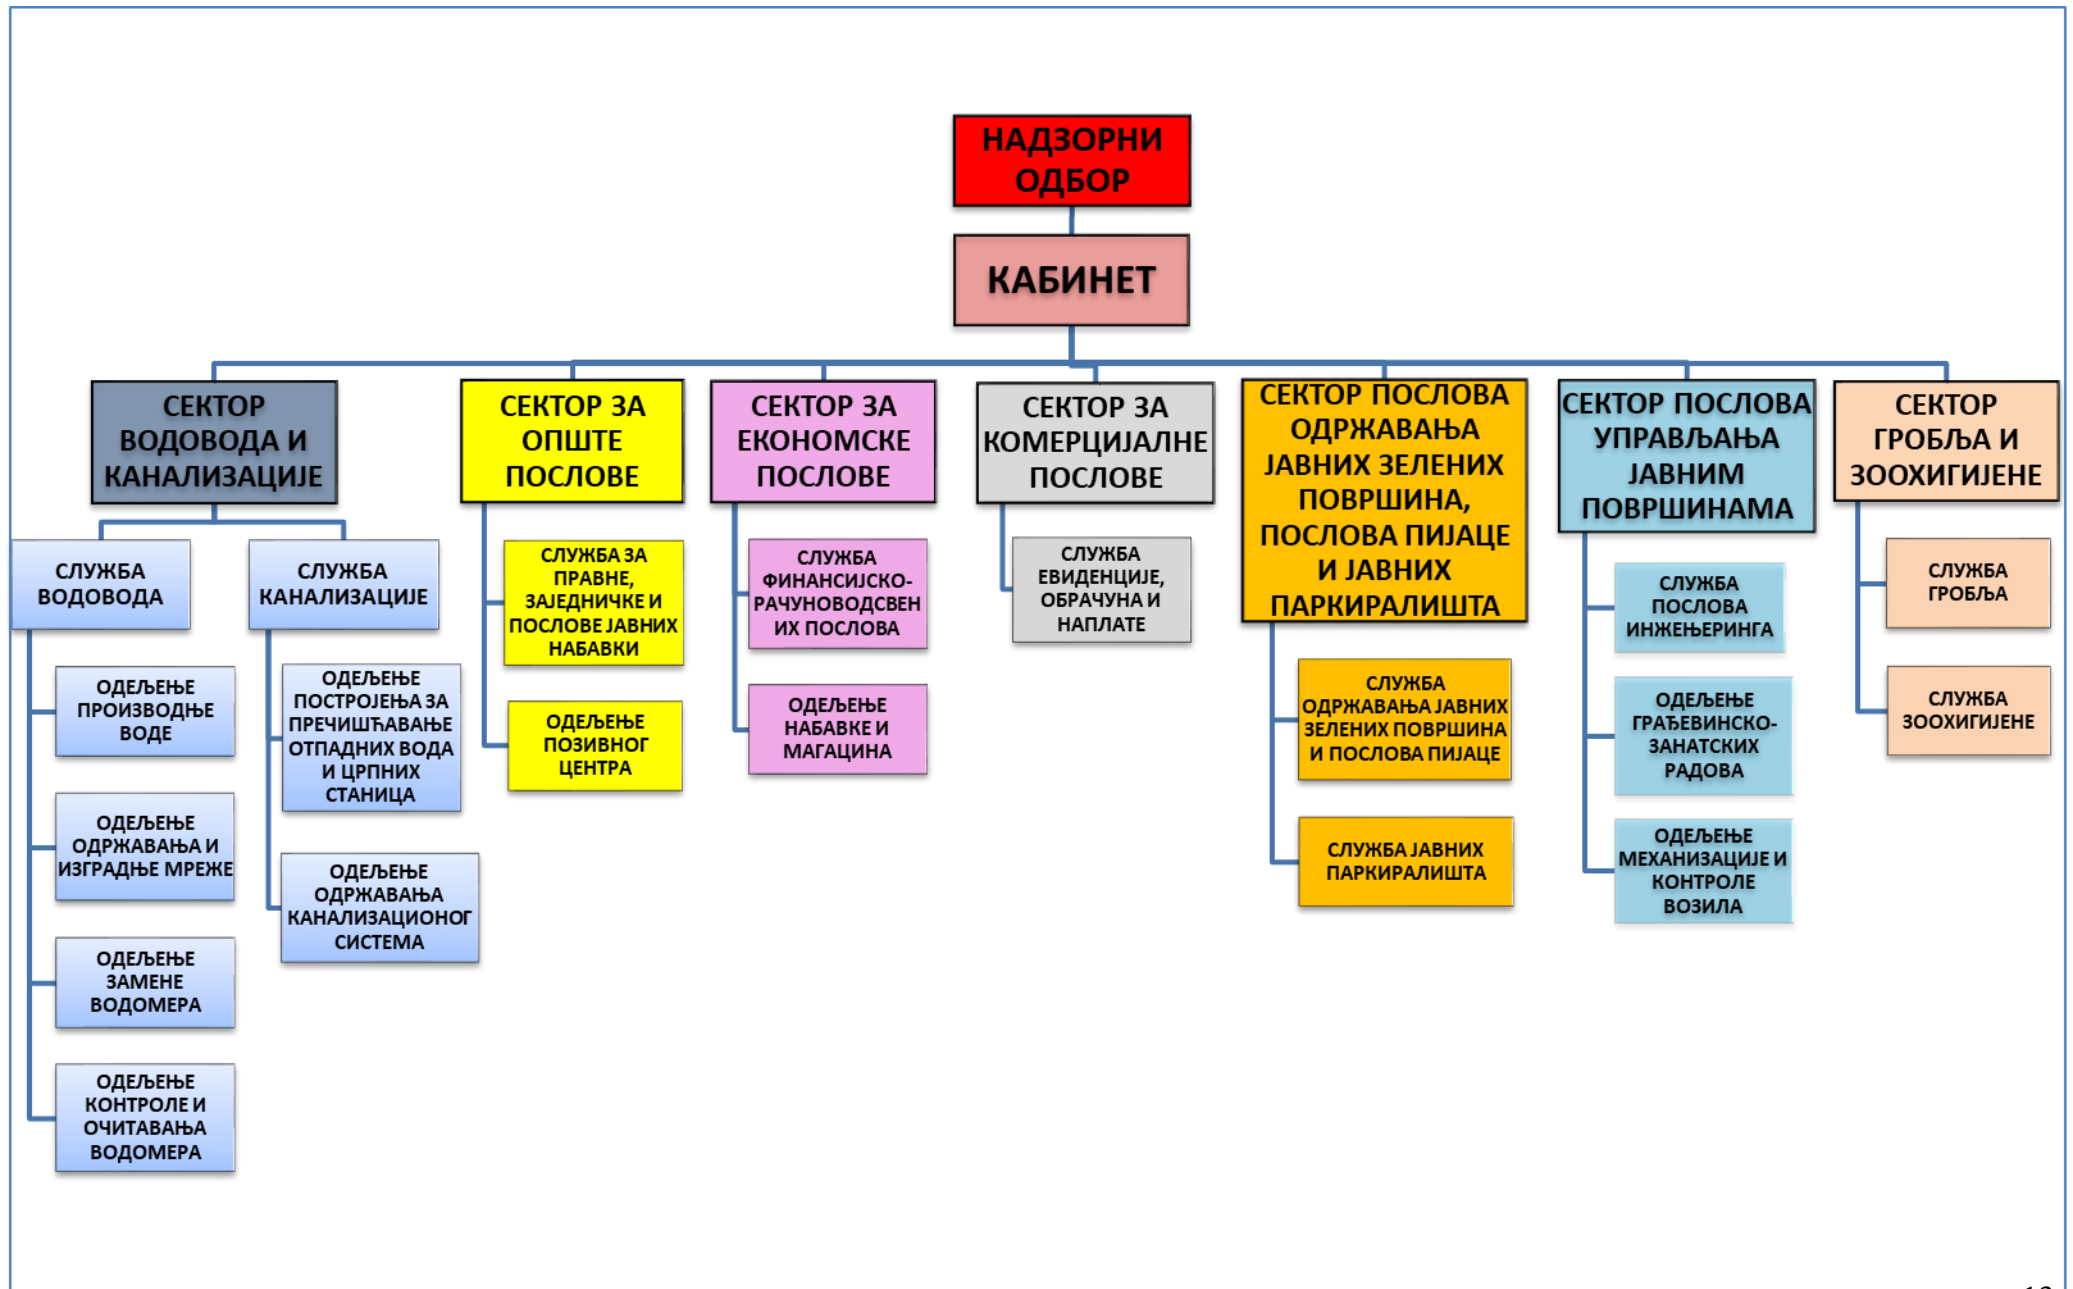 НАДЗОРНИ
ОДБОР
КАБИНЕТ
СЕКТОР
ВОДОВОДА И
КАНАЛИЗАЦИЈЕ
СЛУЖБА
ВОДОВОДА
ОДЕЉЕЊЕ
ПРОИЗВОДЊЕ
ВОДЕ
ОДЕЉЕЊЕ
ОДРЖАВАЊА И
ИЗГРАДЊЕ МРЕЖЕ
ОДЕЉЕЊЕ
ЗАМЕНЕ
ВОДОМЕРА
ОДЕЉЕЊЕ
КОНТРОЛЕ И
ОЧИТАВАЊА
ВОДОМЕРА
СЛУЖБА
КАНАЛИЗАЦИЈЕ
ОДЕЉЕЊЕ
ПОСТРОЈЕЊА ЗА
ПРЕЧИШЋАВАЊЕ
ОТПАДНИХ ВОДА
И ЦРПНИХ
СТАНИЦА
ОДЕЉЕЊЕ
ОДРЖАВАЊА
КАНАЛИЗАЦИОНОГ
СИСТЕМА
СЕКТОР ЗА
ОПШТЕ
ПОСЛОВЕ
СЛУЖБА ЗА
ПРАВНЕ,
ЗАЈЕДНИЧКЕ И
ПОСЛОВЕ ЈАВНИХ
НАБАВКИ
ОДЕЉЕЊЕ
ПОЗИВНОГ
ЦЕНТРА
СЕКТОР ЗА
ЕКОНОМСКЕ
ПОСЛОВЕ
СЛУЖБА
ФИНАНСИЈСКО-
РАЧУНОВОДСВЕН
ИХ ПОСЛОВА
ОДЕЉЕЊЕ
НАБАВКЕ И
МАГАЦИНА
СЕКТОР ЗА
КОМЕРЦИЈАЛНЕ
ПОСЛОВЕ
СЛУЖБА
ЕВИДЕНЦИЈЕ,
ОБРАЧУНА И
НАПЛАТЕ
СЕКТОР ПОСЛОВА
ОДРЖАВАЊА
ЈАВНИХ ЗЕЛЕНИХ
ПОВРШИНА,
ПОСЛОВА ПИЈАЦЕ
И ЈАВНИХ
ПАРКИРАЛИШТА
СЛУЖБА
ОДРЖАВАЊА ЈАВНИХ
ЗЕЛЕНИХ ПОВРШИНА
И ПОСЛОВА ПИЈАЦЕ
СЛУЖБА ЈАВНИХ
ПАРКИРАЛИШТА
СЕКТОР ПОСЛОВА
УПРАВЉАЊА
ЈАВНИМ
ПОВРШИНАМА
СЛУЖБА
ПОСЛОВА
ИНЖЕЊЕРИНГА
ОДЕЉЕЊЕ
ГРАЂЕВИНСКО-
ЗАНАТСКИХ
РАДОВА
ОДЕЉЕЊЕ
МЕХАНИЗАЦИЈЕ И
КОНТРОЛЕ
ВОЗИЛА
СЕКТОР
ГРОБЉА И
ЗООХИГИЈЕНЕ
СЛУЖБА
ГРОБЉА
СЛУЖБА
ЗООХИГИЈЕНЕ